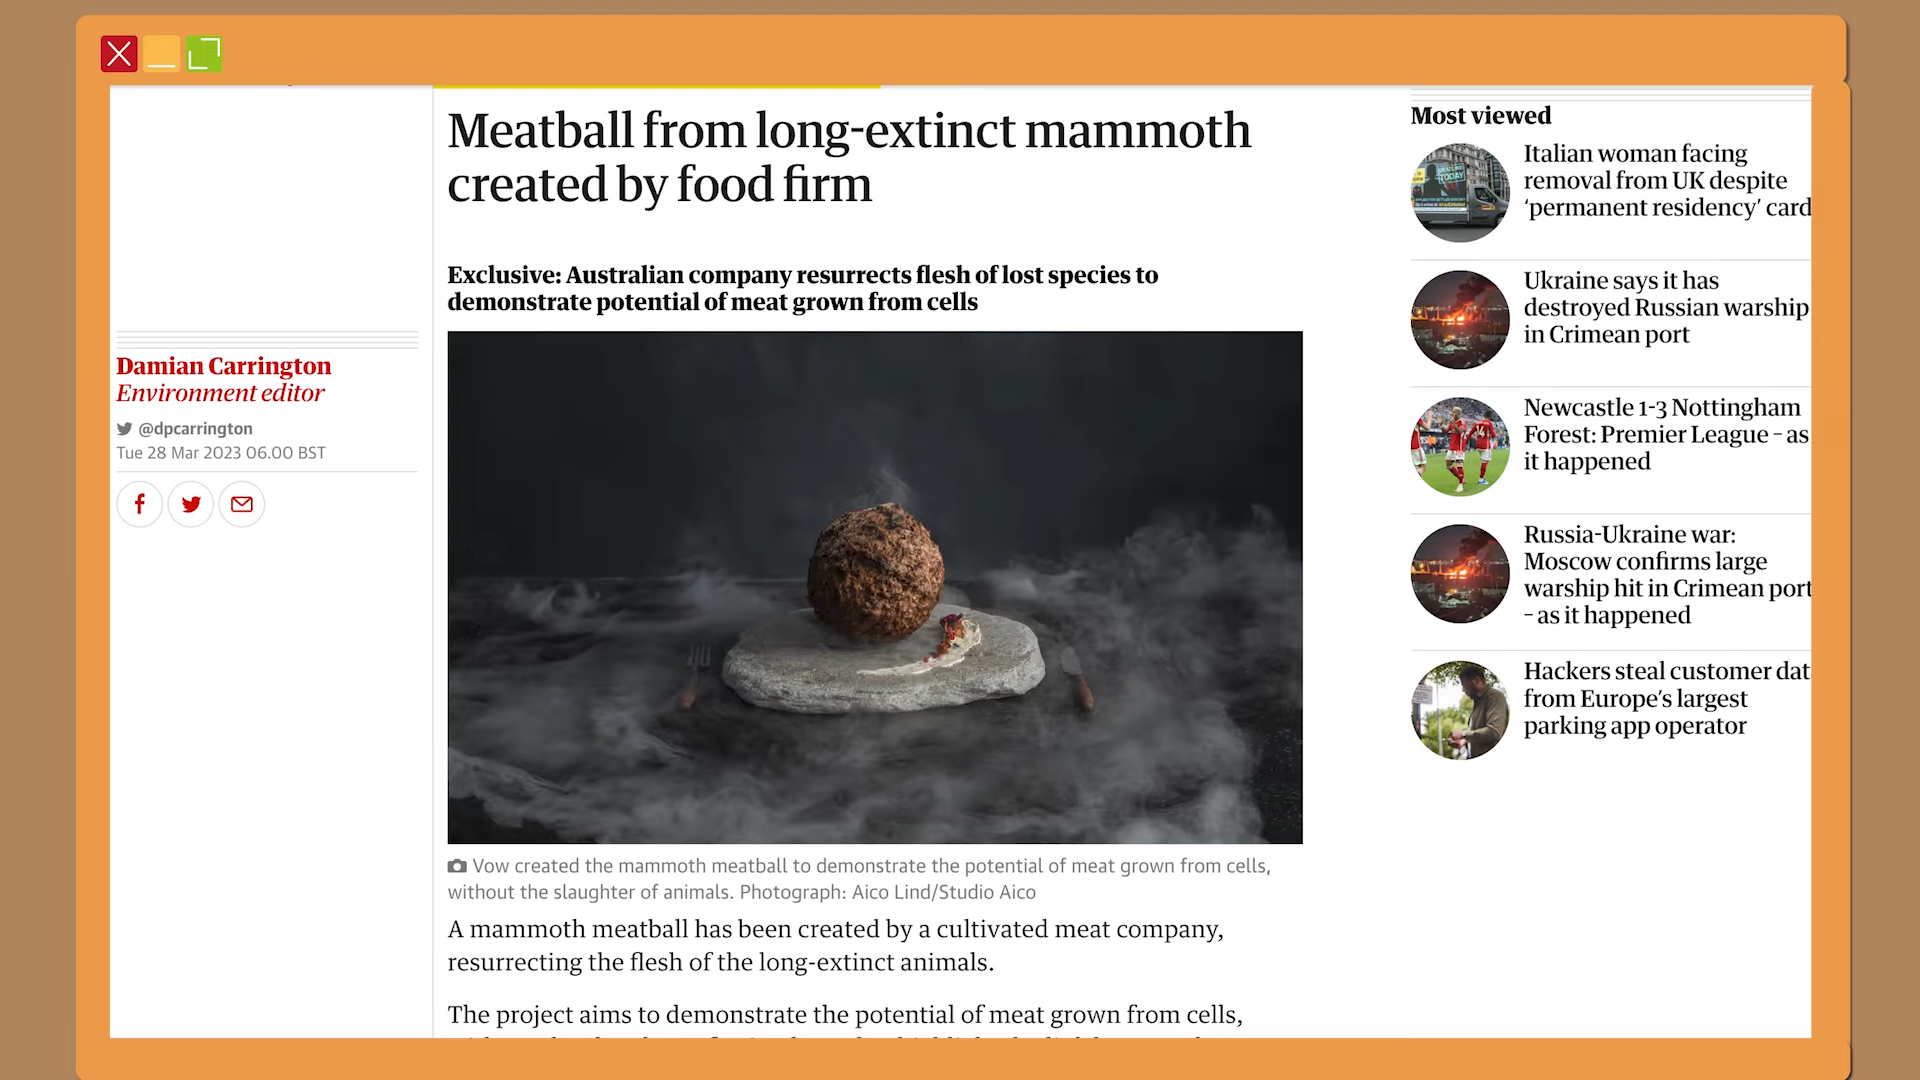 Meatball from long-extinct mammoth
created by food firm
Exclusive: Australian company resurrects flesh of lost species to
demonstrate potential of meat grown from cells
Damian Carrington
Environment editor
@dpcarrington
Tue 28 Mar 2023 06.00 BST
Vow created the mammoth meatball to demonstrate the potential of meat grown from cells,
without the slaughter of animals. Photograph: Aico Lind/Studio Aico
A mammoth meatball has been created by a cultivated meat company,
resurrecting the flesh of the long-extinct animals.
The project aims to demonstrate the potential of meat grown from cells,
Most viewed
Italian woman facing
removal from UK despite
‘permanent residency’ card
Ukraine says it has
destroyed Russian warship
in Crimean port
Newcastle 1-3 Nottingham
Forest: Premier League – as
it happened
Russia-Ukraine war:
Moscow confirms large
warship hit in Crimean port
– as it happened
Hackers steal customer dat
from Europe’s largest
parking app operator